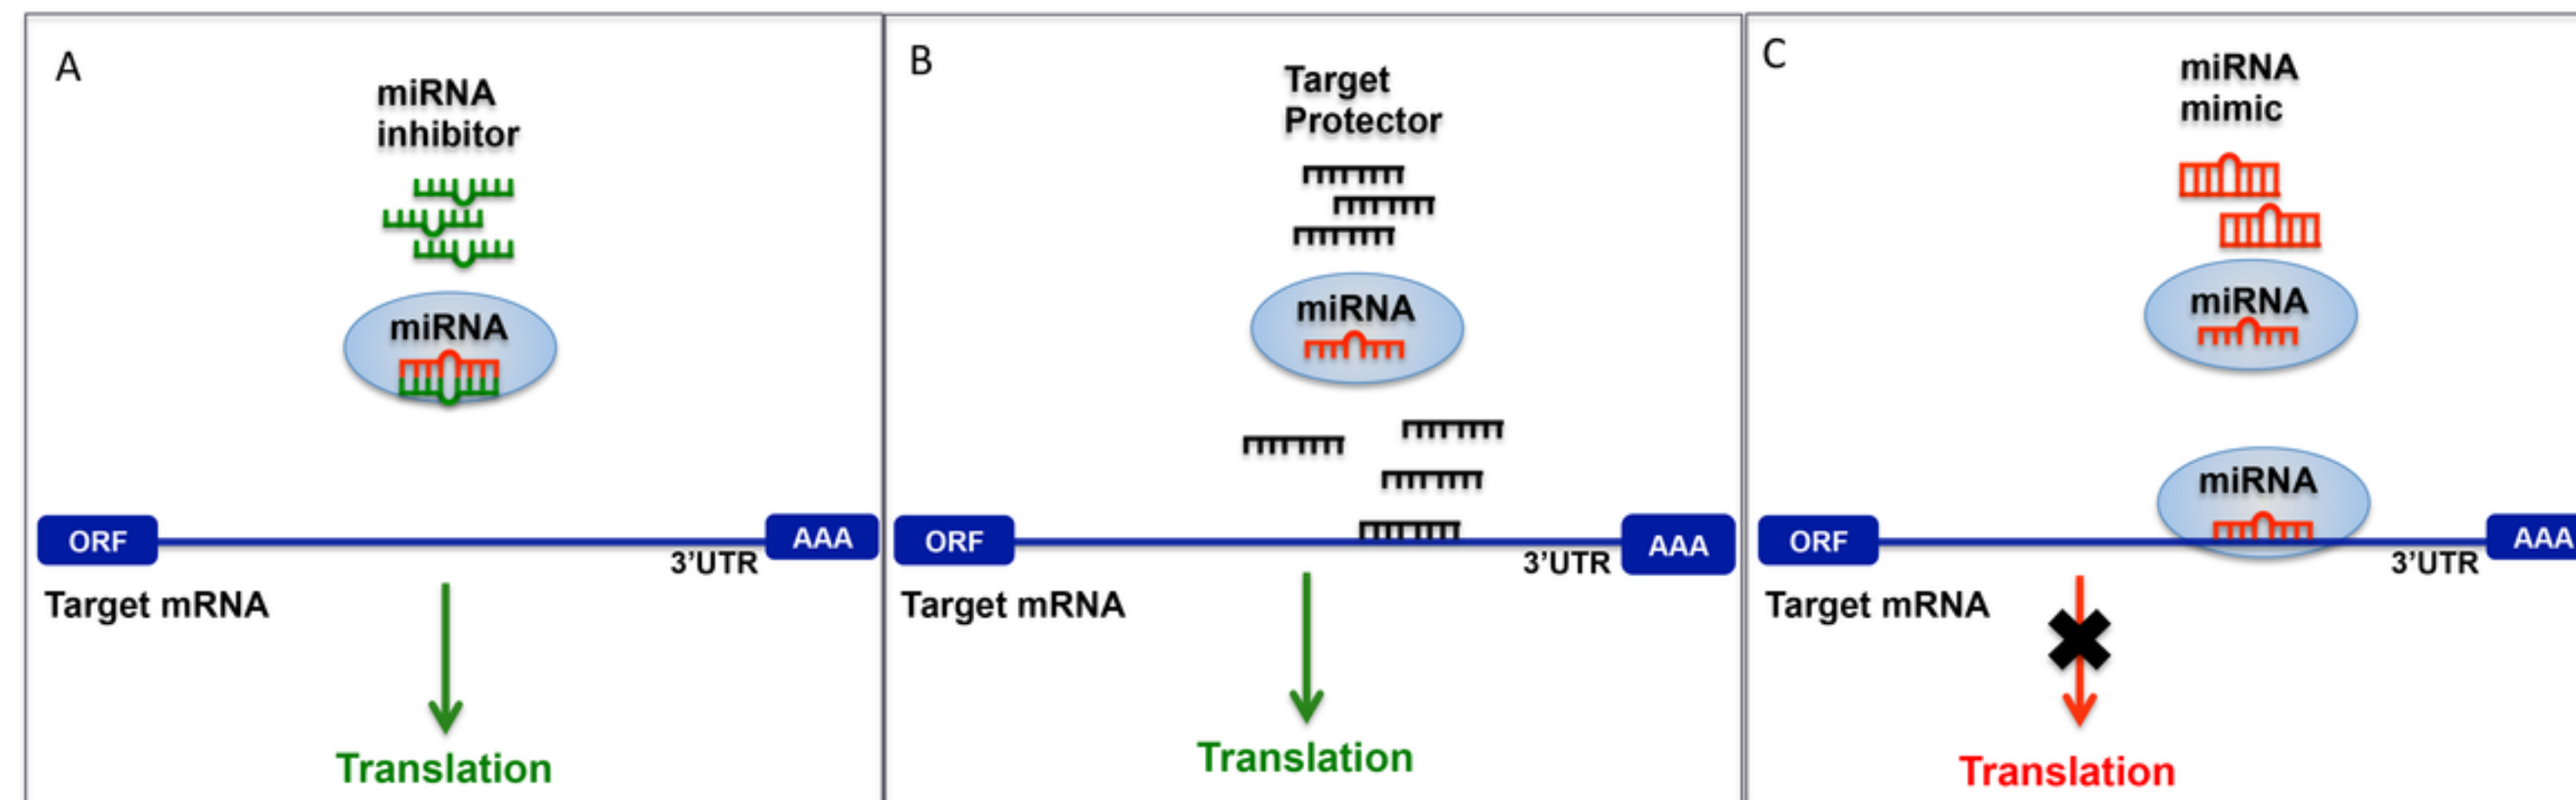 A
miRNA
inhibitor
miRNA
ORF
AAA
3'UTR
Target mRNA
Translation
B
Target
Protector
miRNA
ORF
AAA
3'UTR
Target mRNA
Translation
C
miRNA
mimic
miRNA
miRNA
ORF
AAA
3'UTR
Target mRNA
Translation